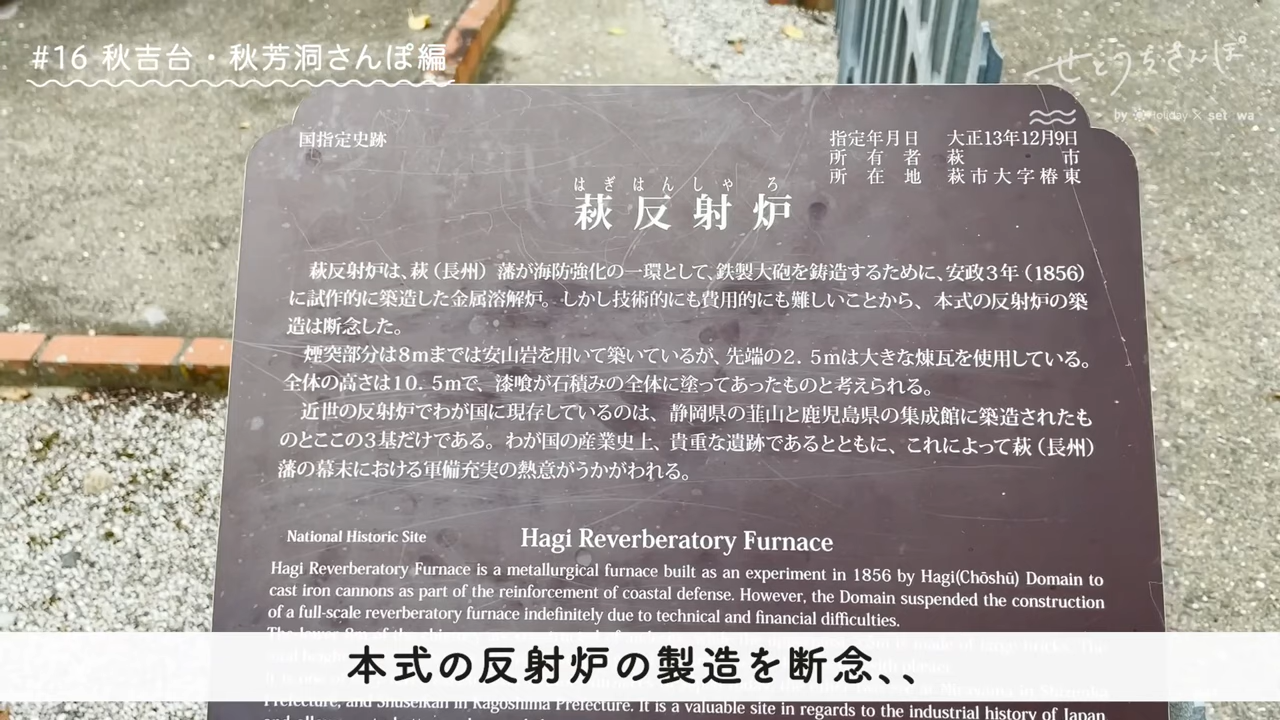 #16 秋吉台・秋芳洞さんぽ編
せとうちさんぽ
by Holiday × set wa
国指定史跡
指定年月日 大正13年12月9日
所有者 萩市
所在地 萩市大字椿東
はぎはんしゃろ
萩反射炉
萩反射炉は、萩（長州）藩が海防強化の一環として、鉄製大砲を鋳造するために、安政3年（1856）
に試作的に築造した金属溶解炉。しかし技術的にも費用的にも難しいことから、本式の反射炉の築
造は断念した。
煙突部分は8mまでは安山岩を用いて築いているが、先端の2.5mは大きな煉瓦を使用している。
全体の高さは10.5mで、漆喰が石積みの全体に塗ってあったものと考えられる。
近世の反射炉でわが国に現存しているのは、静岡県の韮山と鹿児島県の集成館に築造されたも
のとここの3基だけである。わが国の産業史上、貴重な遺跡であるとともに、これによって萩（長州）
藩の幕末における軍備充実の熱意がうかがわれる。
National Historic Site
Hagi Reverberatory Furnace
Hagi Reverberatory Furnace is a metallurgical furnace built as an experiment in 1856 by Hagi(Chōshū) Domain to
cast iron cannons as part of the reinforcement of coastal defense. However, the Domain suspended the construction
of a full-scale reverberatory furnace indefinitely due to technical and financial difficulties.
本式の反射炉の製造を断念、、
Prefecture, and Shuseikan in Kagoshima Prefecture. It is a valuable site in regards to the industrial history of Japan